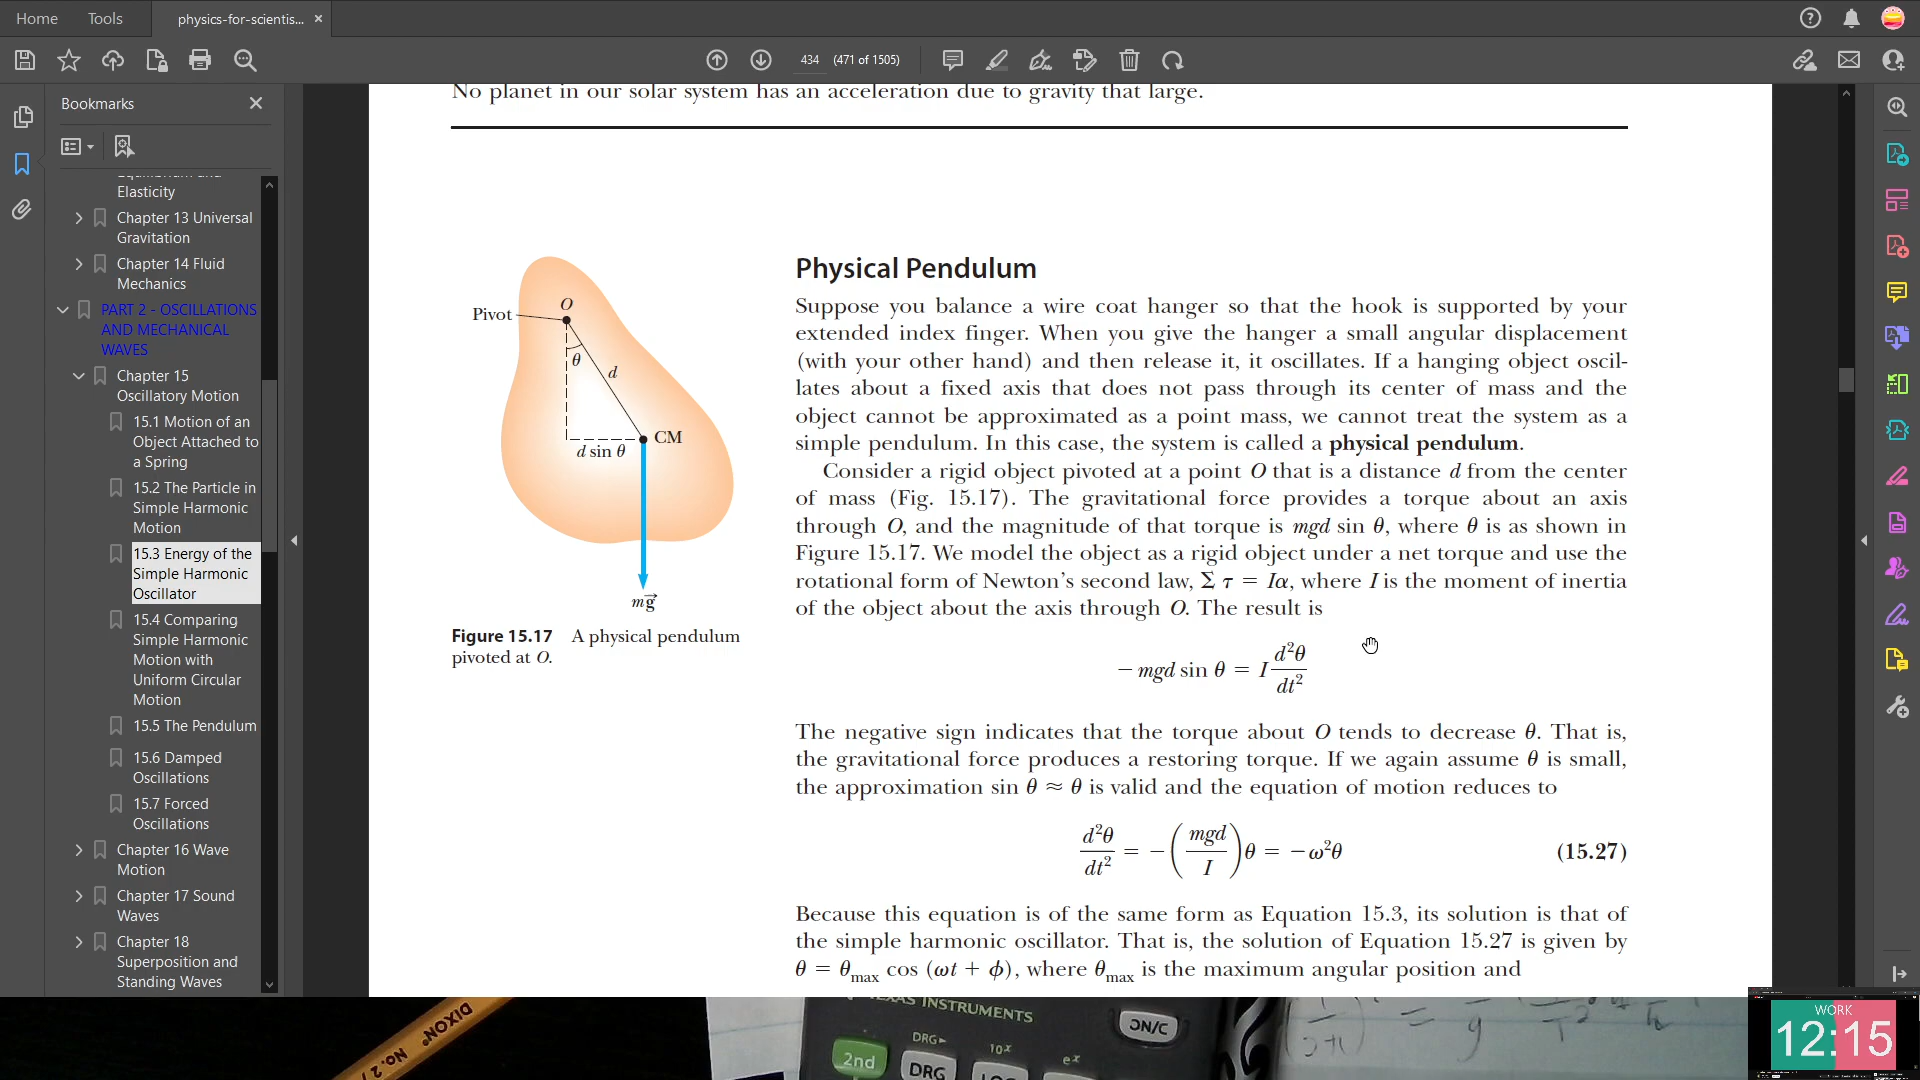 Home
Tools
physics-for-scientis...
434 (471 of 1505)
Bookmarks
Elasticity
Chapter 13 Universal
Gravitation
Chapter 14 Fluid
Mechanics
PART 2 - OSCILLATIONS
AND MECHANICAL
WAVES
Chapter 15
Oscillatory Motion
15.1 Motion of an
Object Attached to
a Spring
15.2 The Particle in
Simple Harmonic
Motion
15.3 Energy of the
Simple Harmonic
Oscillator
15.4 Comparing
Simple Harmonic
Motion with
Uniform Circular
Motion
15.5 The Pendulum
15.6 Damped
Oscillations
15.7 Forced
Oscillations
Chapter 16 Wave
Motion
Chapter 17 Sound
Waves
Chapter 18
Superposition and
Standing Waves
No planet in our solar system has an acceleration due to gravity that large.
Pivot
O
θ
d
CM
d sin θ
mg⃗
Figure 15.17 A physical pendulum
pivoted at O.
Physical Pendulum
Suppose you balance a wire coat hanger so that the hook is supported by your
extended index finger. When you give the hanger a small angular displacement
(with your other hand) and then release it, it oscillates. If a hanging object oscil-
lates about a fixed axis that does not pass through its center of mass and the
object cannot be approximated as a point mass, we cannot treat the system as a
simple pendulum. In this case, the system is called a physical pendulum.
Consider a rigid object pivoted at a point O that is a distance d from the center
of mass (Fig. 15.17). The gravitational force provides a torque about an axis
through O, and the magnitude of that torque is mgd sin θ, where θ is as shown in
Figure 15.17. We model the object as a rigid object under a net torque and use the
rotational form of Newton's second law, Σ τ = Iα, where I is the moment of inertia
of the object about the axis through O. The result is
−mgd sin θ = I d²θ/dt²
The negative sign indicates that the torque about O tends to decrease θ. That is,
the gravitational force produces a restoring torque. If we again assume θ is small,
the approximation sin θ ≈ θ is valid and the equation of motion reduces to
d²θ/dt² = −(mgd/I)θ = −ω²θ (15.27)
Because this equation is of the same form as Equation 15.3, its solution is that of
the simple harmonic oscillator. That is, the solution of Equation 15.27 is given by
θ = θmax cos (ωt + ϕ), where θmax is the maximum angular position and
DIXON No. 2
TEXAS INSTRUMENTS
ON/C
DRG▸
10ˣ
eˣ
2nd
DRG
LOG
WORK
12:15